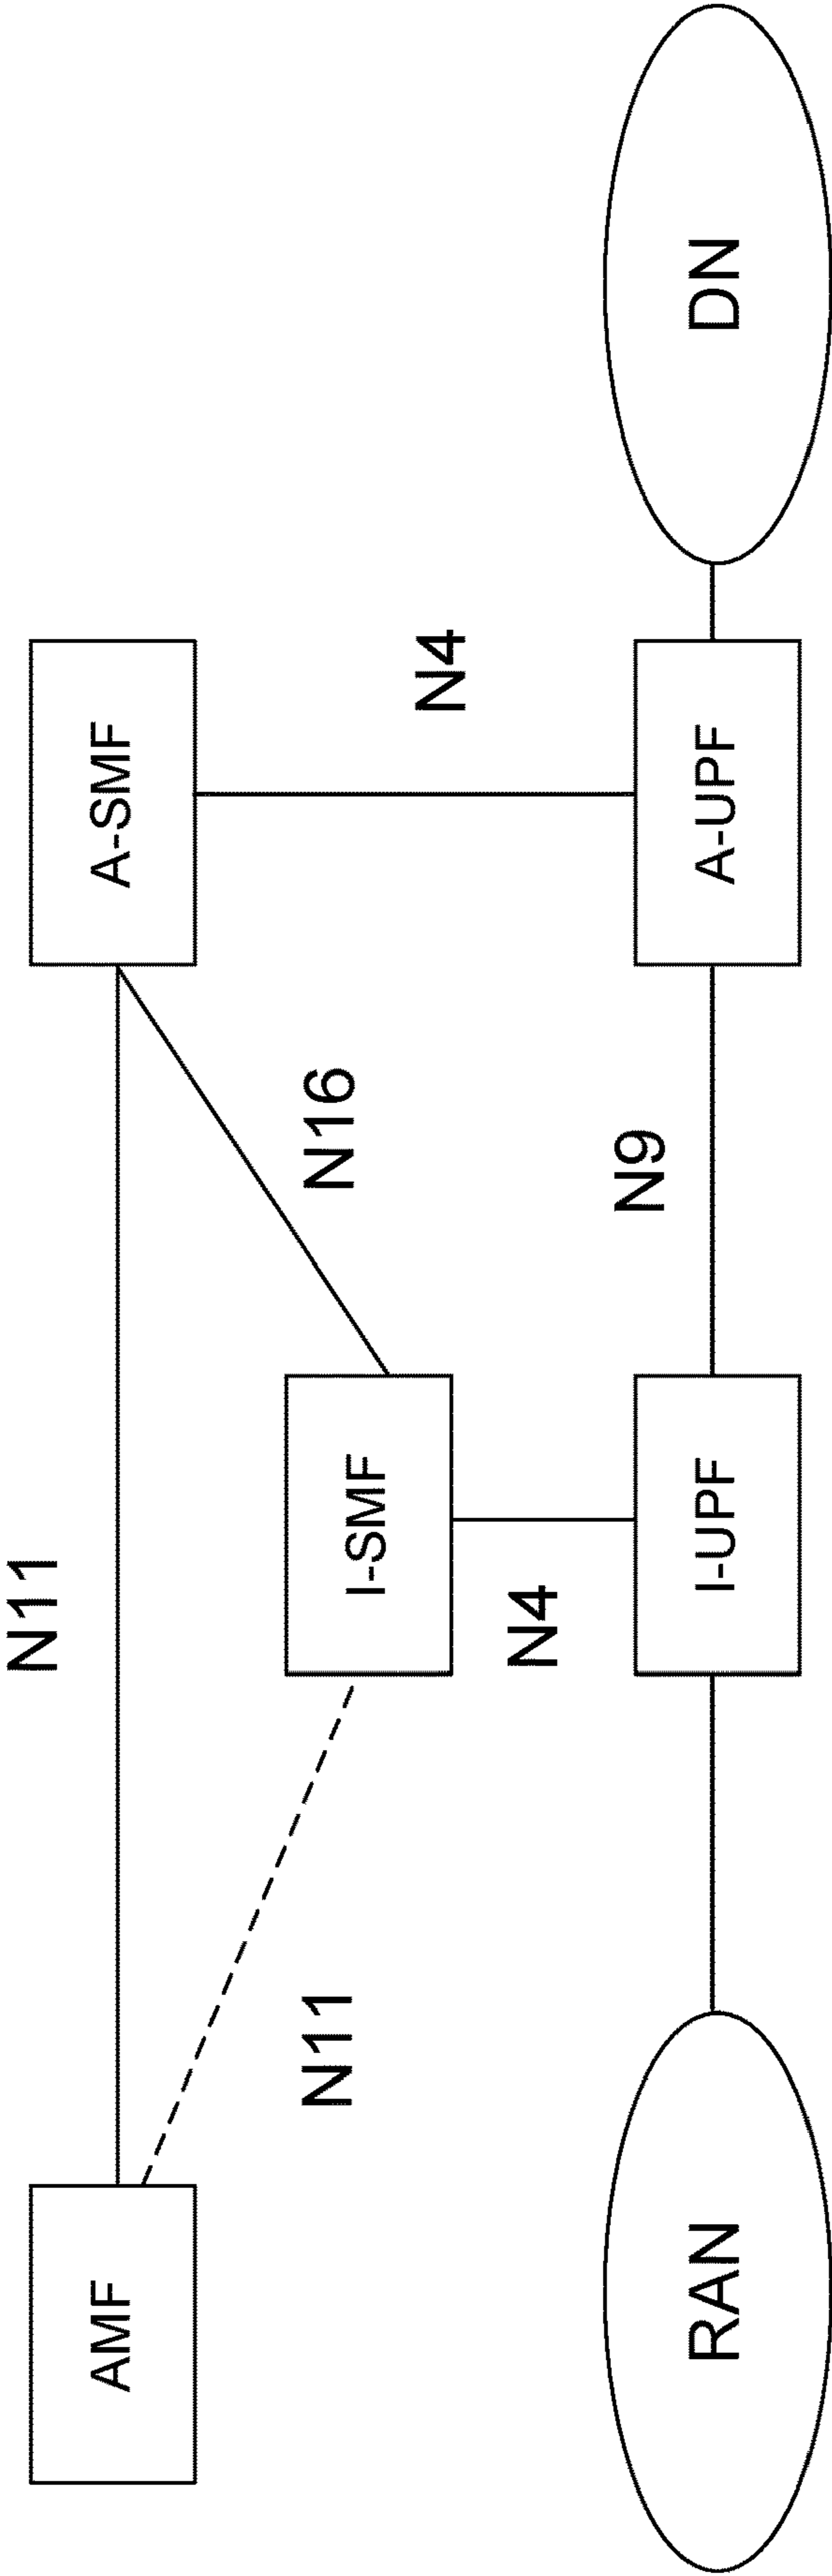 N11
AMF
A-SMF
N11
N16
I-SMF
N4
N4
N9
RAN
I-UPF
A-UPF
DN